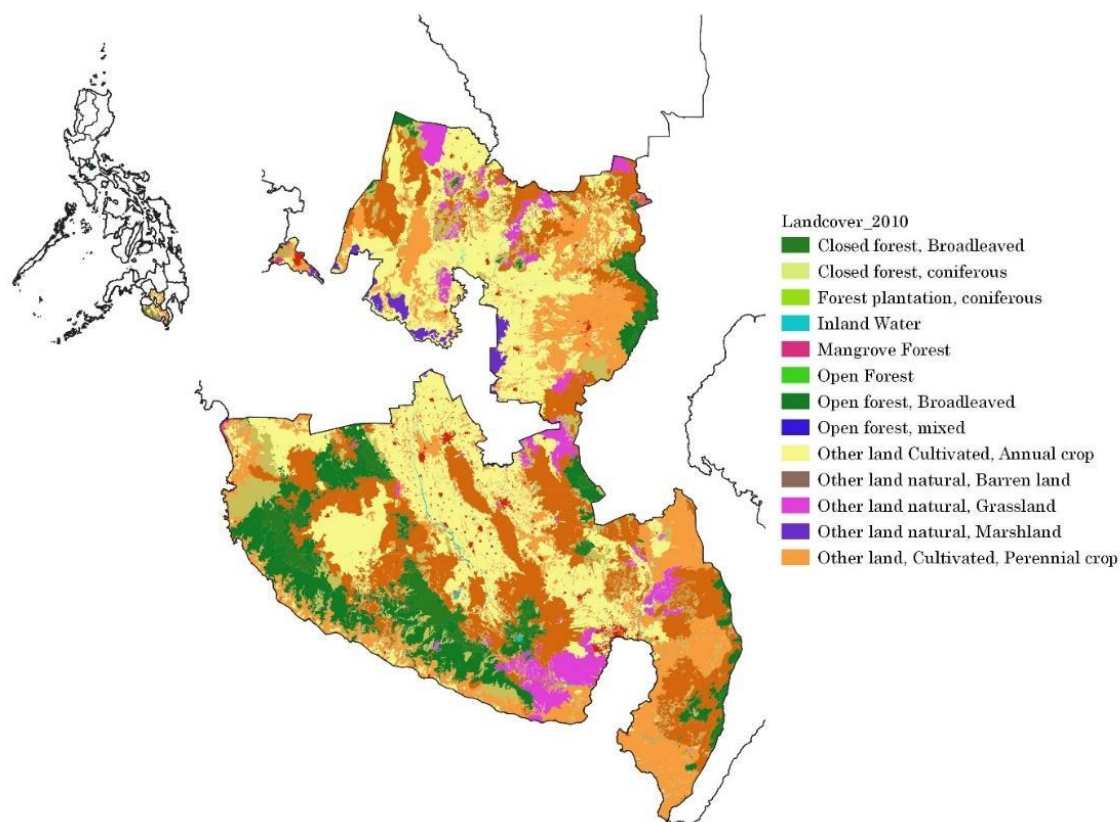 Landcover_2010
Closed forest, Broadleaved
Closed forest, coniferous
Forest plantation, coniferous
Inland Water
Mangrove Forest
Open Forest
Open forest, Broadleaved
Open forest, mixed
Other land Cultivated, Annual crop
Other land natural, Barren land
Other land natural, Grassland
Other land natural, Marshland
Other land, Cultivated, Perennial crop